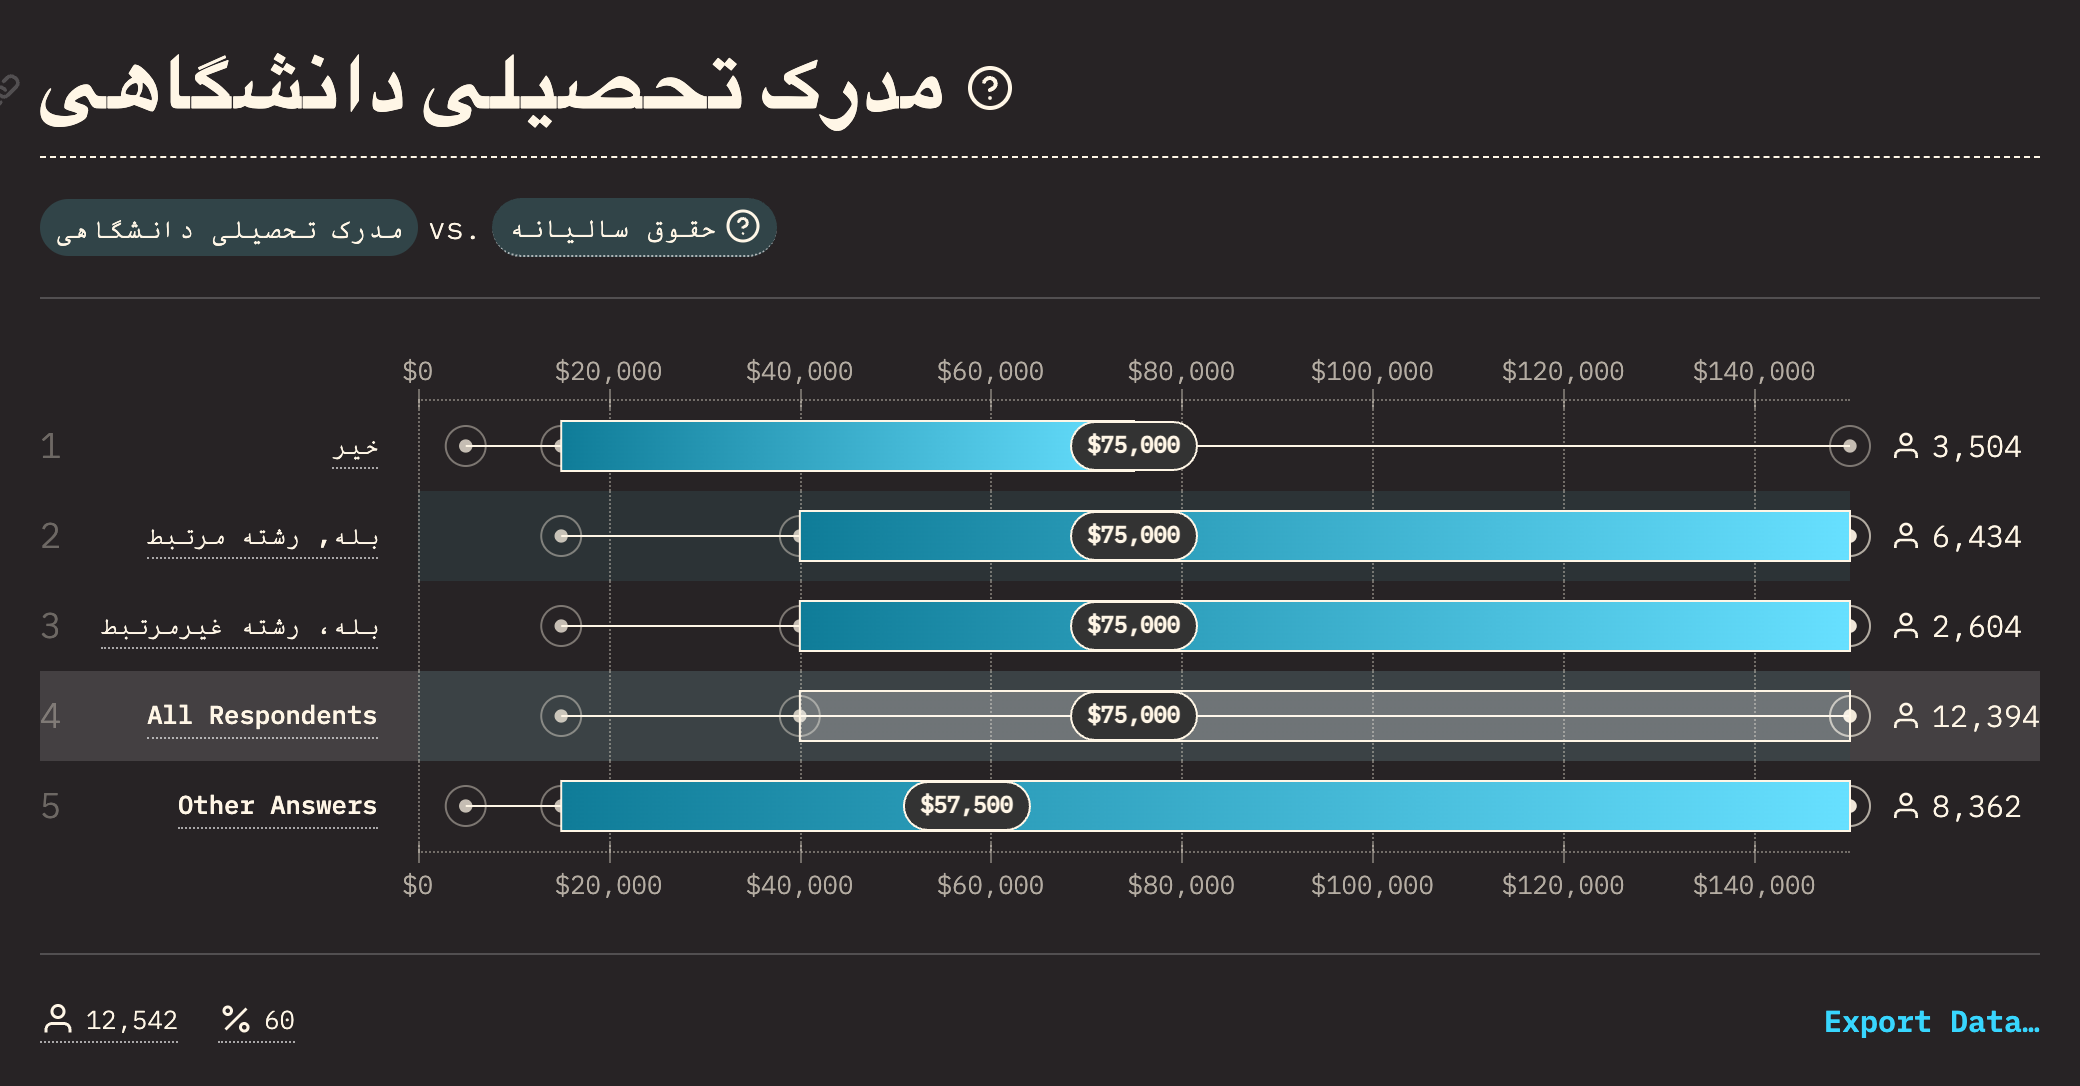 مدرک تحصیلی دانشگاهی
مدرک تحصیلی دانشگاهی vs. حقوق سالیانه
$0 $20,000 $40,000 $60,000 $80,000 $100,000 $120,000 $140,000
1 خیر $75,000 3,504
2 بله, رشته مرتبط $75,000 6,434
3 بله، رشته غیرمرتبط $75,000 2,604
4 All Respondents $75,000 12,394
5 Other Answers $57,500 8,362
$0 $20,000 $40,000 $60,000 $80,000 $100,000 $120,000 $140,000
12,542 % 60 Export Data…